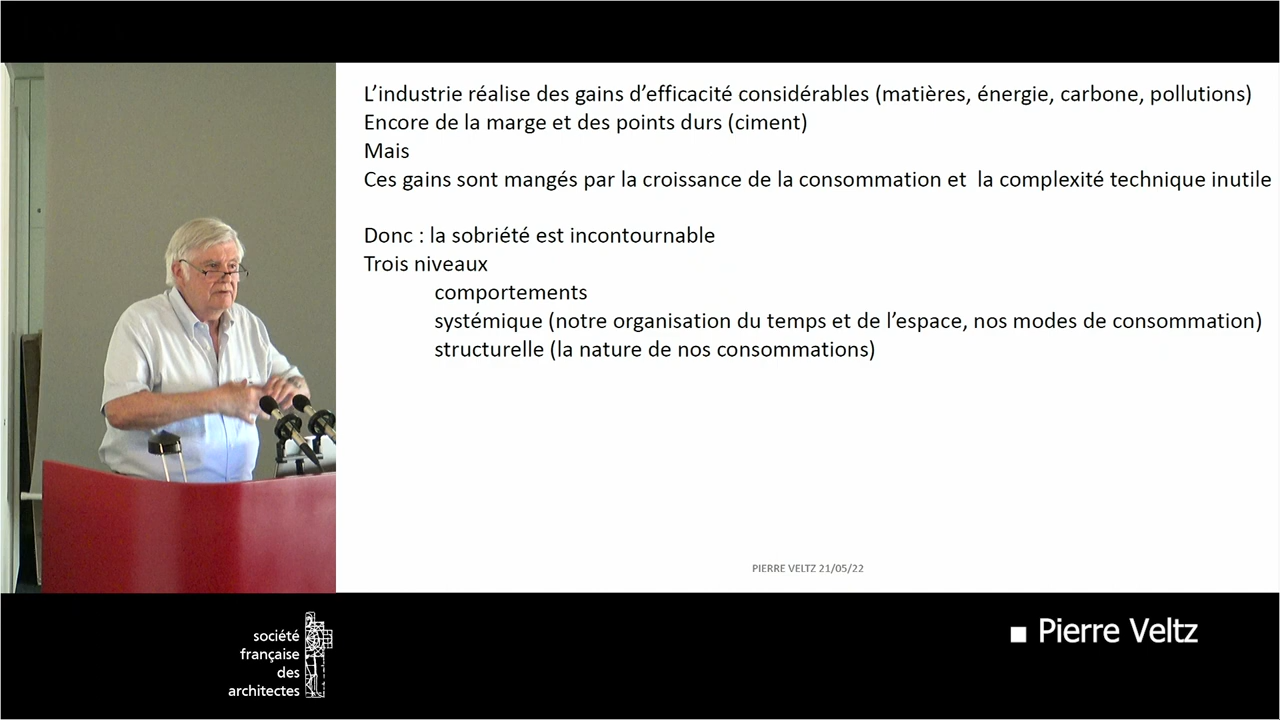 L'industrie réalise des gains d'efficacité considérables (matières, énergie, carbone, pollutions)
Encore de la marge et des points durs (ciment)
Mais
Ces gains sont mangés par la croissance de la consommation et  la complexité technique inutile
Donc : la sobriété est incontournable
Trois niveaux
comportements
systémique (notre organisation du temps et de l'espace, nos modes de consommation)
structurelle (la nature de nos consommations)
PIERRE VELTZ 21/05/22
société
française
des
architectes
Pierre Veltz